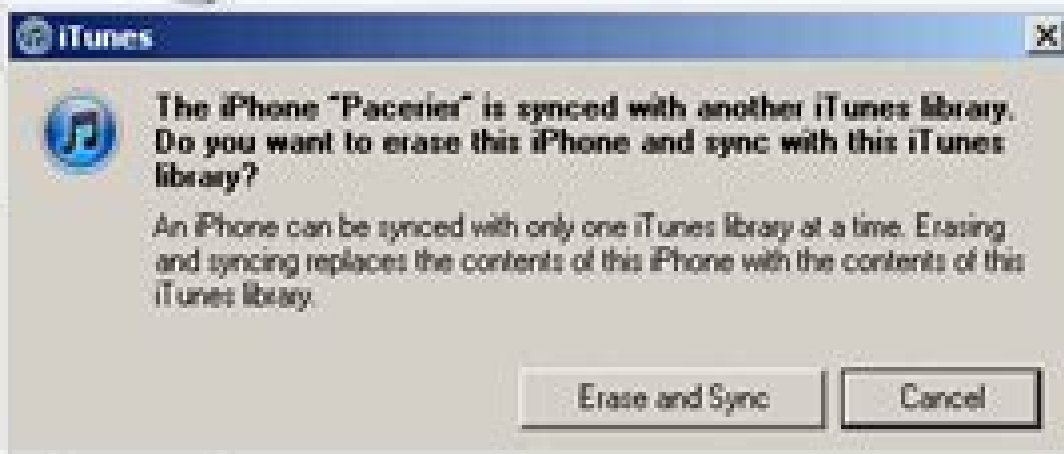 iTunes
The iPhone "Pacerier" is synced with another iTunes library.
Do you want to erase this iPhone and sync with this iTunes
library?
An iPhone can be synced with only one iTunes library at a time. Erasing
and syncing replaces the contents of this iPhone with the contents of this
iTunes library.
Erase and Sync
Cancel